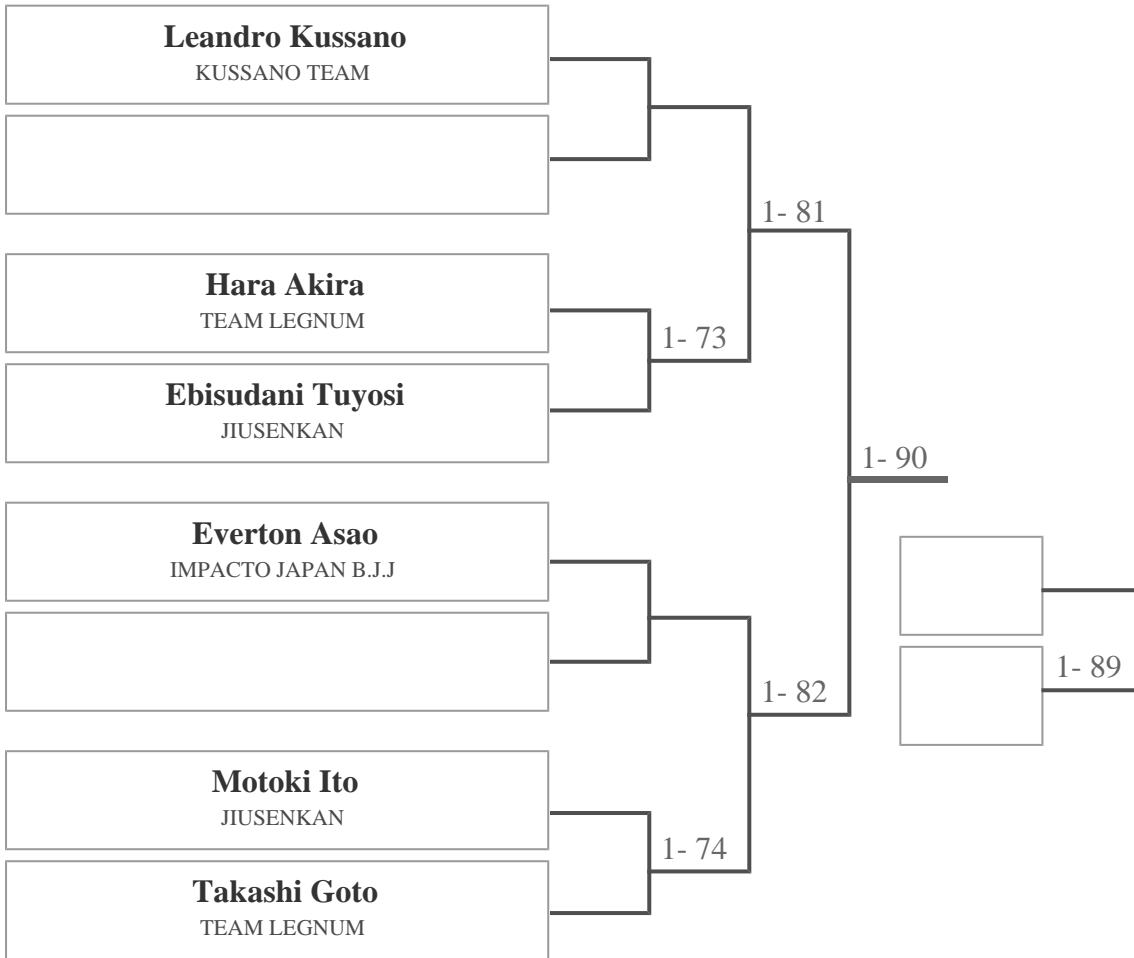 Leandro Kussano
KUSSANO TEAM
1- 81
Hara Akira
TEAM LEGNUM
1- 73
Ebisudani Tuyosi
JIUSENKAN
1- 90
Everton Asao
IMPACTO JAPAN B.J.J
1- 89
1- 82
Motoki Ito
JIUSENKAN
1- 74
Takashi Goto
TEAM LEGNUM